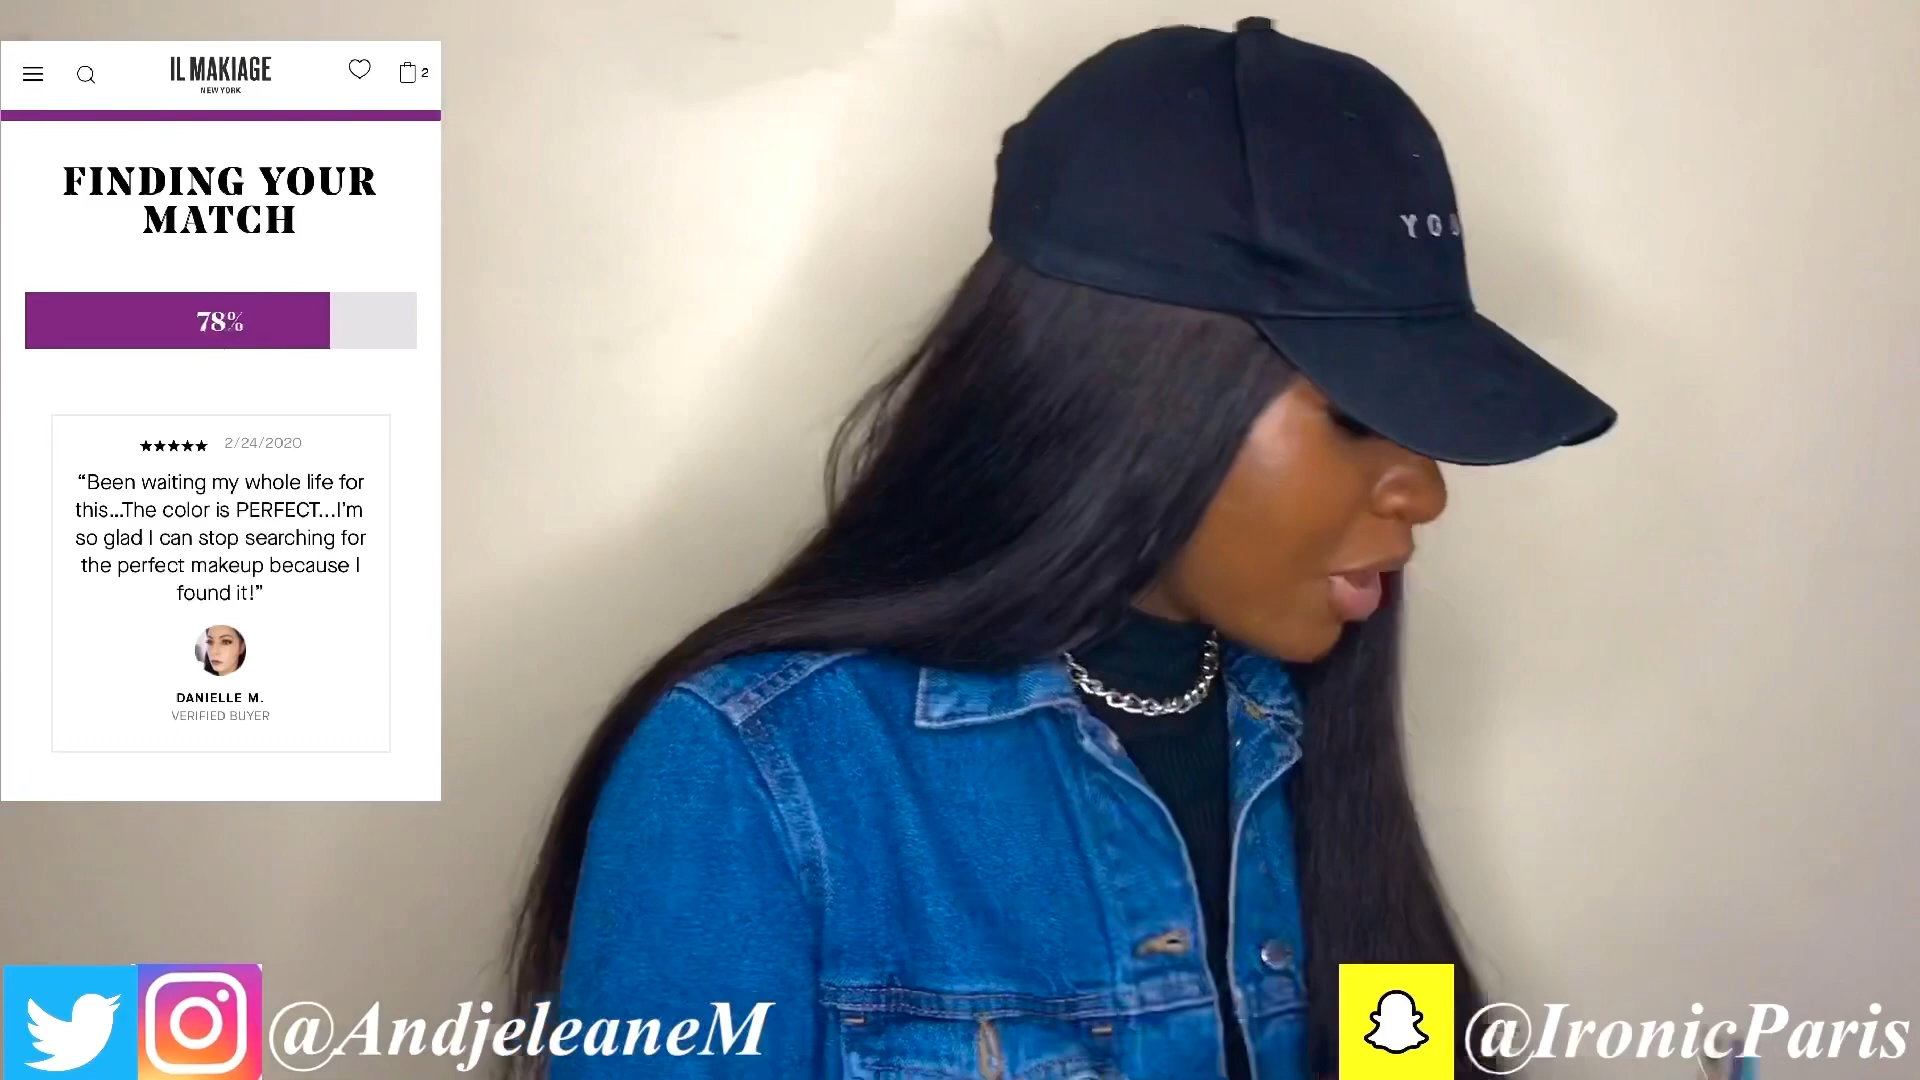 IL MAKIAGE
NEW YORK
2
FINDING YOUR
MATCH
78%
★★★★★ 2/24/2020
“Been waiting my whole life for
this...The color is PERFECT...I'm
so glad I can stop searching for
the perfect makeup because I
found it!”
DANIELLE M.
VERIFIED BUYER
YOU
@AndjeleaneM
@IronicParis